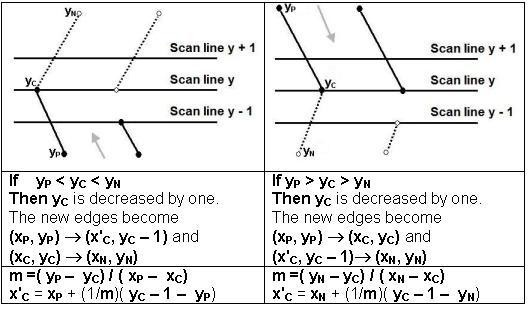 yN
Scan line y + 1
yC
Scan line y
Scan line y - 1
yP
If yP < yC < yN
Then yC is decreased by one.
The new edges become
(xP, yP) → (x'C, yC – 1) and
(xC, yC) → (xN, yN)
m =( yP – yC) / ( xP – xC)
x'C = xP + (1/m)( yC – 1 – yP)
yP
Scan line y + 1
yC
Scan line y
Scan line y - 1
yN
If yP > yC > yN
Then yC is decreased by one.
The new edges become
(xP, yP) → (xC, yC) and
(x'C, yC – 1)→ (xN, yN)
m =( yN – yC) / ( xN – xC)
x'C = xN + (1/m)( yC – 1 – yN)